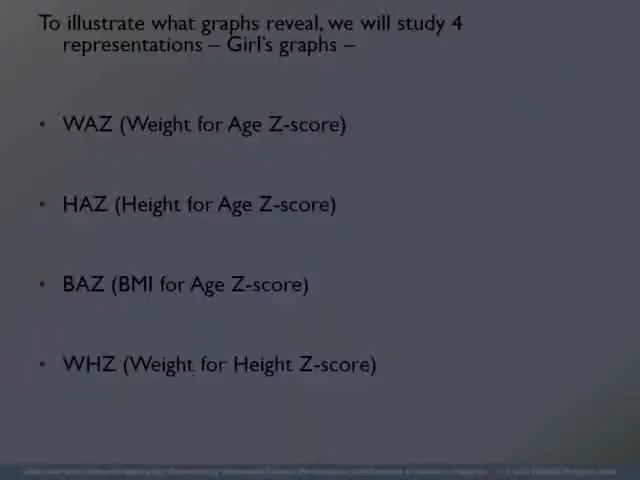 To illustrate what graphs reveal, we will study 4
representations – Girl's graphs –
• WAZ (Weight for Age Z-score)
• HAZ (Height for Age Z-score)
• BAZ (BMI for Age Z-score)
• WHZ (Weight for Height Z-score)